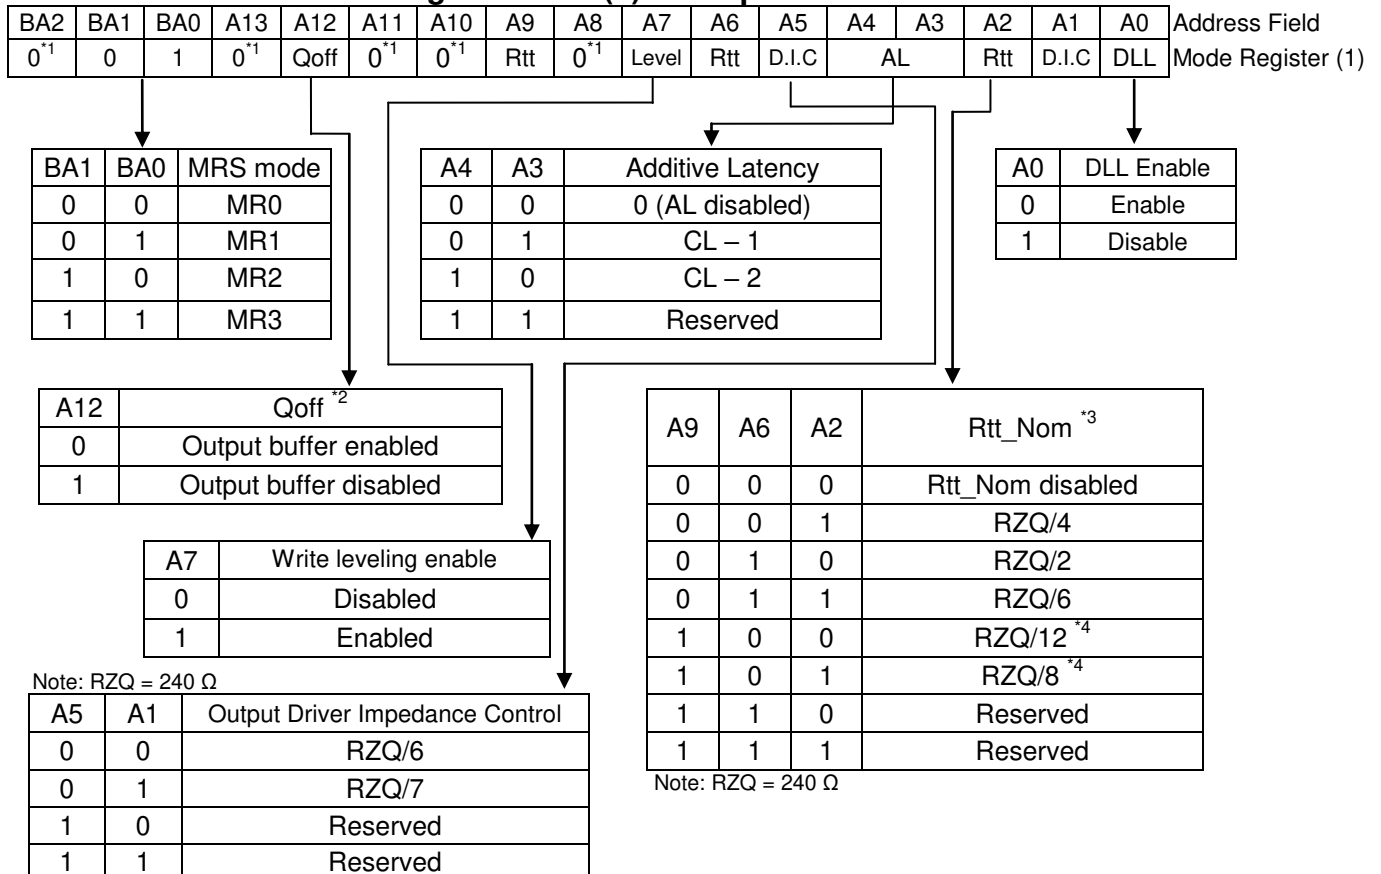 BA2 BA1 BA0 A13 A12 A11 A10 A9 A8 A7 A6 A5 A4 A3 A2 A1 A0 Address Field
0*1 0 1 0*1 Qoff 0*1 0*1 Rtt 0*1 Level Rtt D.I.C AL Rtt D.I.C DLL Mode Register (1)
BA1 BA0 MRS mode
0 0 MR0
0 1 MR1
1 0 MR2
1 1 MR3
A4 A3 Additive Latency
0 0 0 (AL disabled)
0 1 CL – 1
1 0 CL – 2
1 1 Reserved
A0 DLL Enable
0 Enable
1 Disable
A12 Qoff *2
0 Output buffer enabled
1 Output buffer disabled
A7 Write leveling enable
0 Disabled
1 Enabled
Note: RZQ = 240 Ω
A5 A1 Output Driver Impedance Control
0 0 RZQ/6
0 1 RZQ/7
1 0 Reserved
1 1 Reserved
A9 A6 A2 Rtt_Nom *3
0 0 0 Rtt_Nom disabled
0 0 1 RZQ/4
0 1 0 RZQ/2
0 1 1 RZQ/6
1 0 0 RZQ/12 *4
1 0 1 RZQ/8 *4
1 1 0 Reserved
1 1 1 Reserved
Note: RZQ = 240 Ω